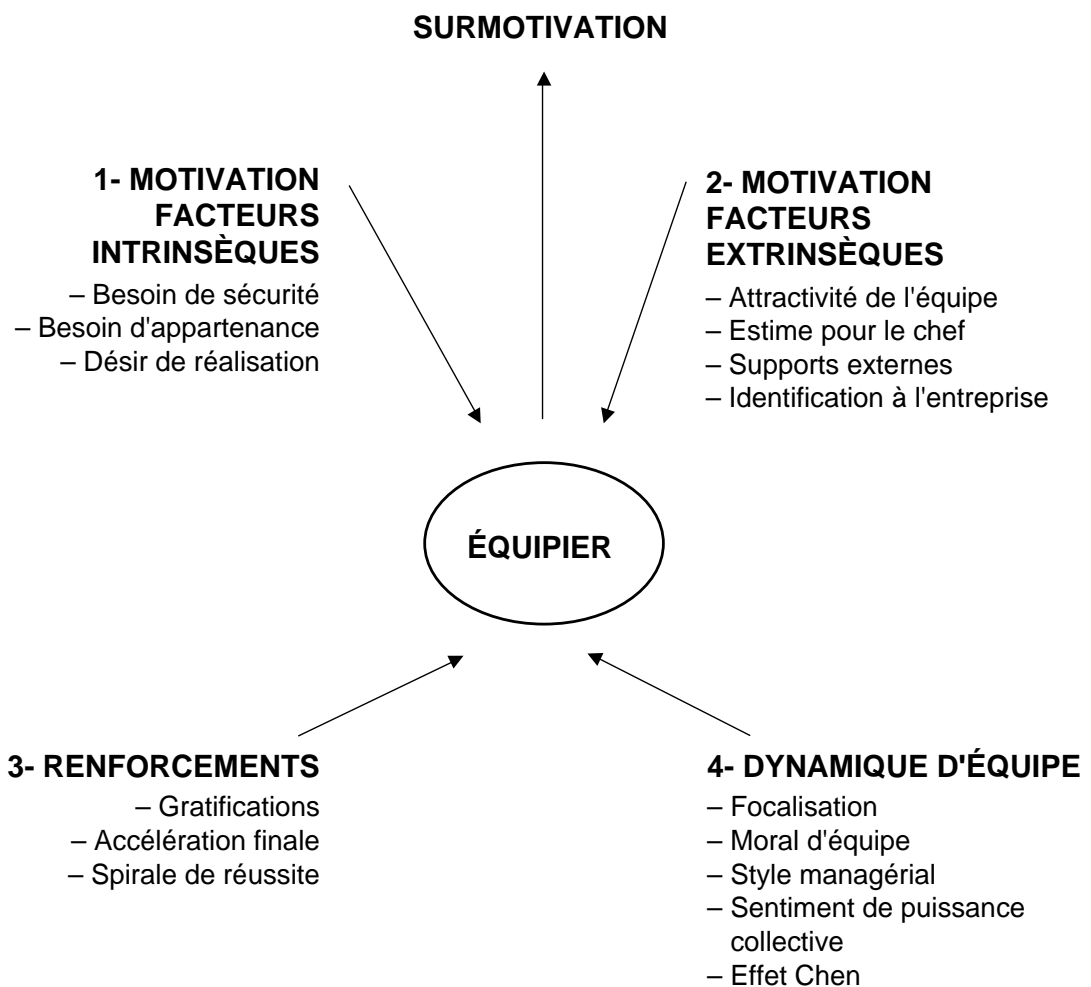 SURMOTIVATION
1- MOTIVATION
FACTEURS
INTRINSÈQUES
– Besoin de sécurité
– Besoin d'appartenance
– Désir de réalisation
2- MOTIVATION
FACTEURS
EXTRINSÈQUES
– Attractivité de l'équipe
– Estime pour le chef
– Supports externes
– Identification à l'entreprise
ÉQUIPIER
3- RENFORCEMENTS
– Gratifications
– Accélération finale
– Spirale de réussite
4- DYNAMIQUE D'ÉQUIPE
– Focalisation
– Moral d'équipe
– Style managérial
– Sentiment de puissance
collective
– Effet Chen